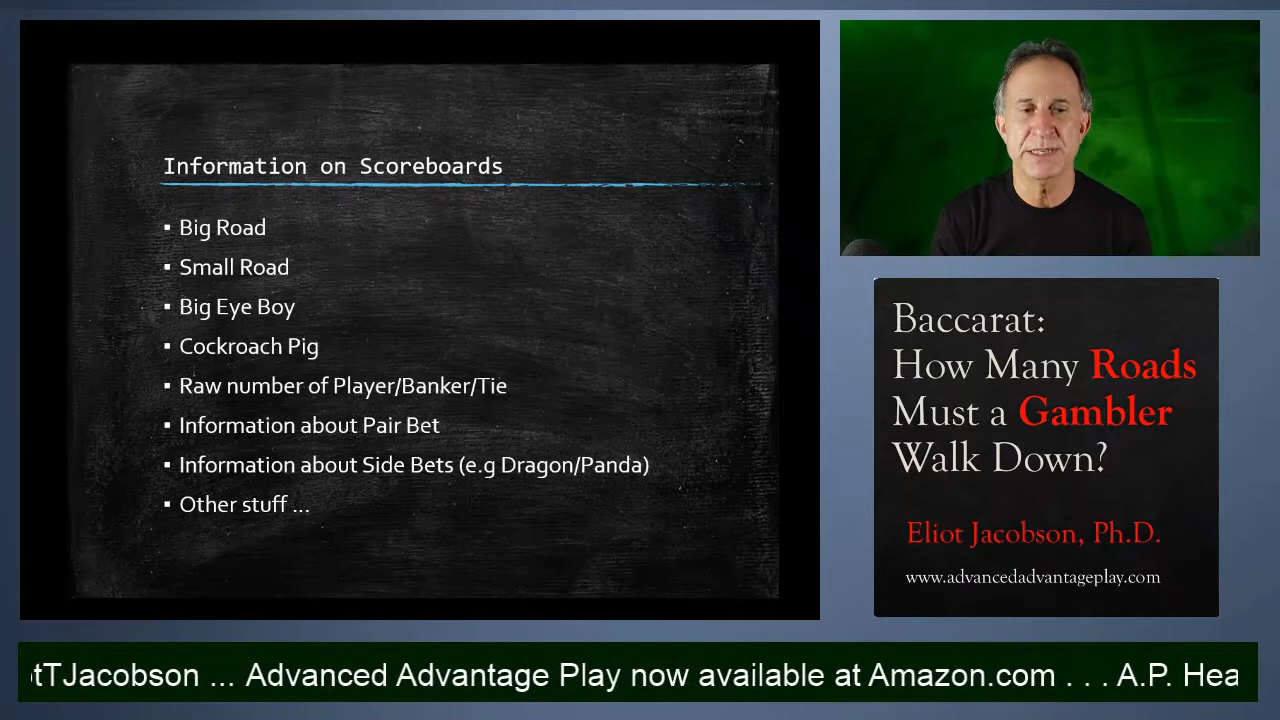 Information on Scoreboards
▪ Big Road
▪ Small Road
▪ Big Eye Boy
▪ Cockroach Pig
▪ Raw number of Player/Banker/Tie
▪ Information about Pair Bet
▪ Information about Side Bets (e.g Dragon/Panda)
▪ Other stuff ...
Baccarat:
How Many Roads
Must a Gambler
Walk Down?
Eliot Jacobson, Ph.D.
www.advancedadvantageplay.com
tTJacobson ... Advanced Advantage Play now available at Amazon.com . . . A.P. Hea